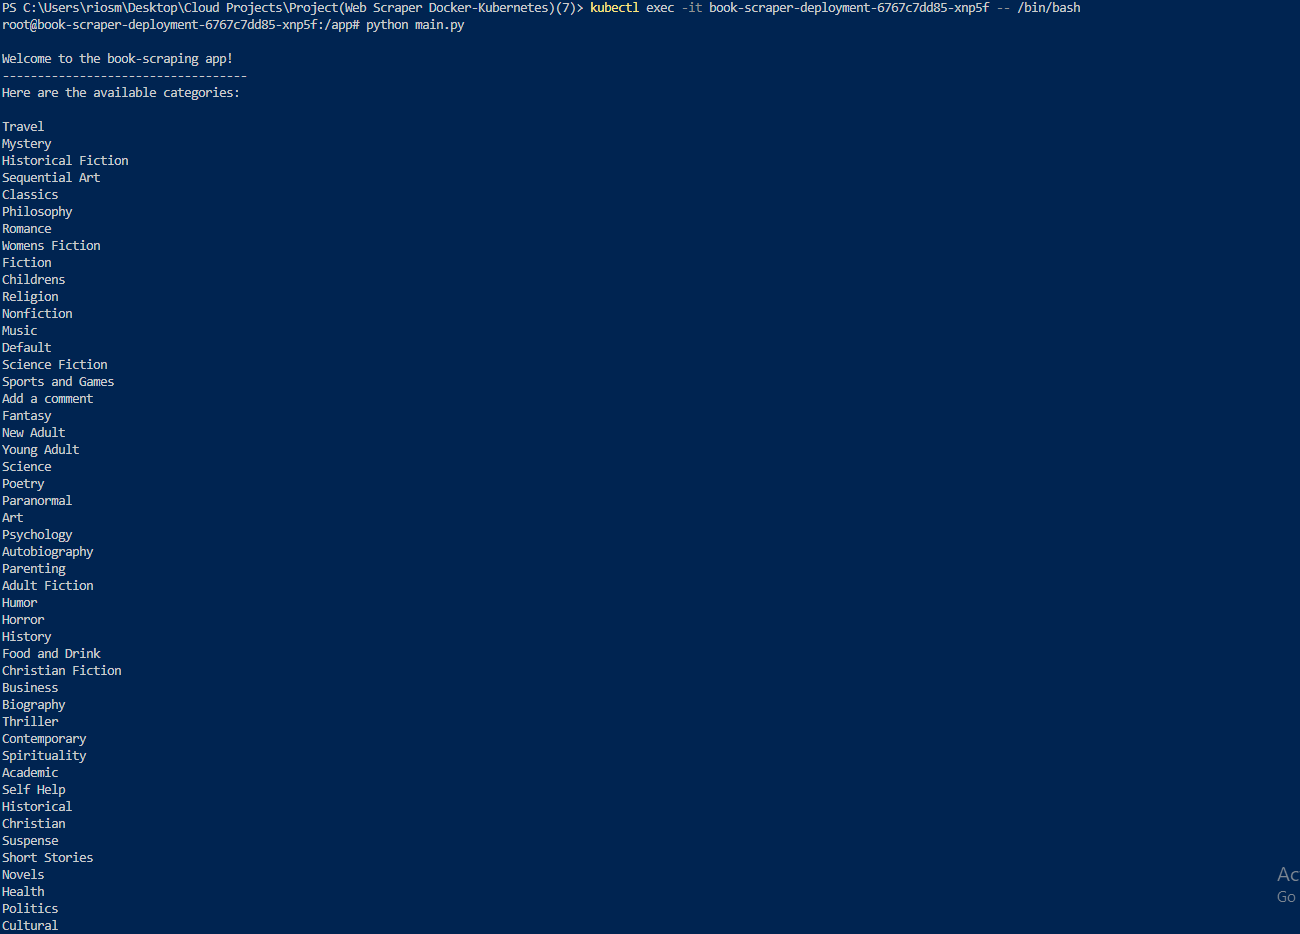 PS C:\Users\riosm\Desktop\Cloud Projects\Project(Web Scraper Docker-Kubernetes)(7)> kubectl exec -it book-scraper-deployment-6767c7dd85-xnp5f -- /bin/bash
root@book-scraper-deployment-6767c7dd85-xnp5f:/app# python main.py
Welcome to the book-scraping app!
-----------------------------------
Here are the available categories:
Travel
Mystery
Historical Fiction
Sequential Art
Classics
Philosophy
Romance
Womens Fiction
Fiction
Childrens
Religion
Nonfiction
Music
Default
Science Fiction
Sports and Games
Add a comment
Fantasy
New Adult
Young Adult
Science
Poetry
Paranormal
Art
Psychology
Autobiography
Parenting
Adult Fiction
Humor
Horror
History
Food and Drink
Christian Fiction
Business
Biography
Thriller
Contemporary
Spirituality
Academic
Self Help
Historical
Christian
Suspense
Short Stories
Novels
Health
Politics
Cultural
Ac
Go